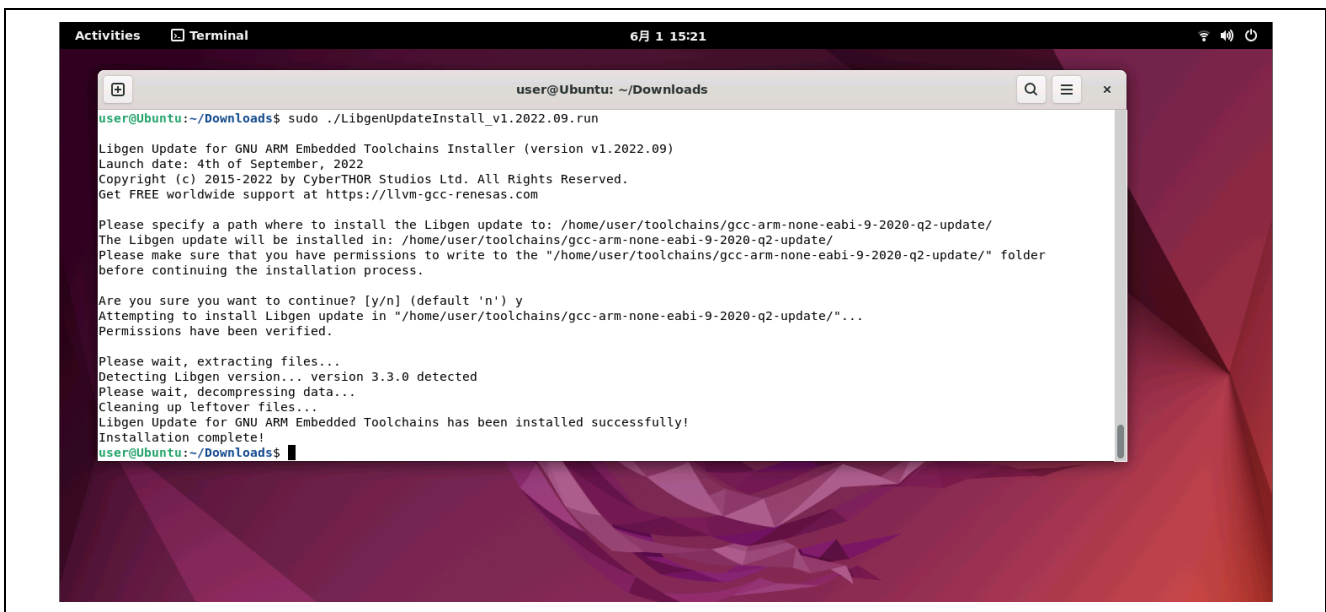 Activities Terminal 6月 1 15:21
user@Ubuntu: ~/Downloads
user@Ubuntu:~/Downloads$ sudo ./LibgenUpdateInstall_v1.2022.09.run
Libgen Update for GNU ARM Embedded Toolchains Installer (version v1.2022.09)
Launch date: 4th of September, 2022
Copyright (c) 2015-2022 by CyberTHOR Studios Ltd. All Rights Reserved.
Get FREE worldwide support at https://llvm-gcc-renesas.com
Please specify a path where to install the Libgen update to: /home/user/toolchains/gcc-arm-none-eabi-9-2020-q2-update/
The Libgen update will be installed in: /home/user/toolchains/gcc-arm-none-eabi-9-2020-q2-update/
Please make sure that you have permissions to write to the "/home/user/toolchains/gcc-arm-none-eabi-9-2020-q2-update/" folder
before continuing the installation process.
Are you sure you want to continue? [y/n] (default 'n') y
Attempting to install Libgen update in "/home/user/toolchains/gcc-arm-none-eabi-9-2020-q2-update/"...
Permissions have been verified.
Please wait, extracting files...
Detecting Libgen version... version 3.3.0 detected
Please wait, decompressing data...
Cleaning up leftover files...
Libgen Update for GNU ARM Embedded Toolchains has been installed successfully!
Installation complete!
user@Ubuntu:~/Downloads$